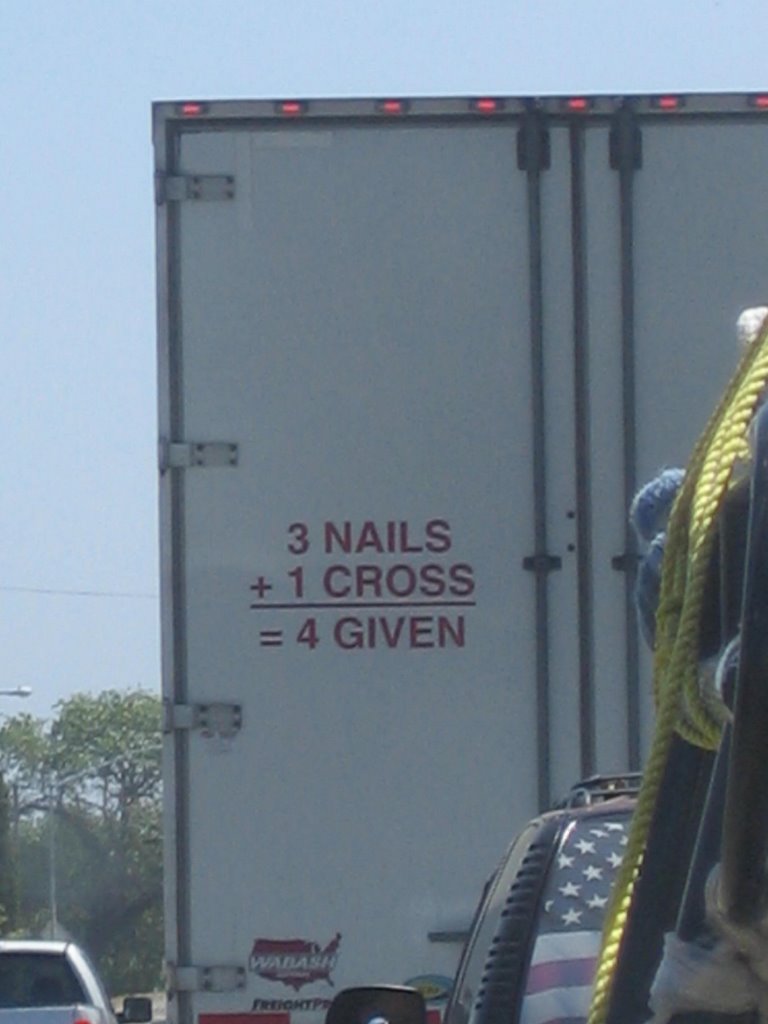 3 NAILS
+ 1 CROSS
= 4 GIVEN
WABASH